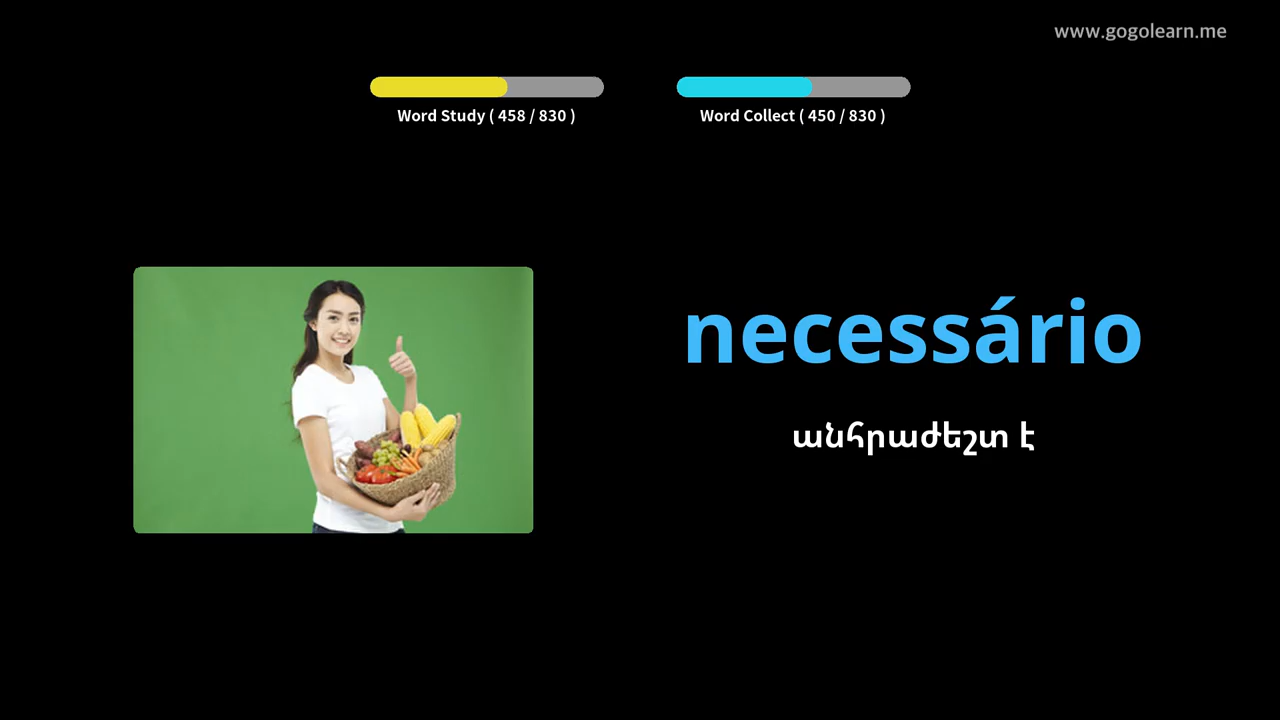 www.gogolearn.me
Word Study ( 458 / 830 )
Word Collect ( 450 / 830 )
necessário
անհրաժեշտ է